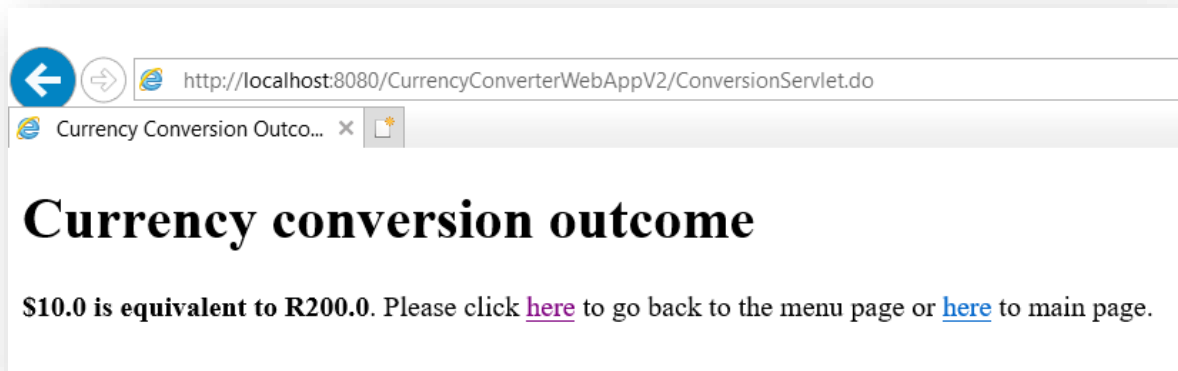 http://localhost:8080/CurrencyConverterWebAppV2/ConversionServlet.do
Currency Conversion Outco...
Currency conversion outcome
$10.0 is equivalent to R200.0. Please click here to go back to the menu page or here to main page.